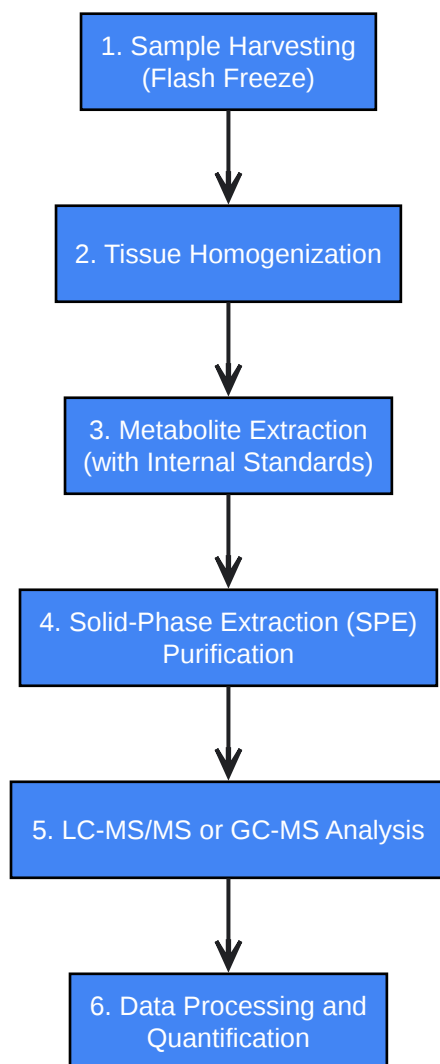 1. Sample Harvesting
(Flash Freeze)
2. Tissue Homogenization
3. Metabolite Extraction
(with Internal Standards)
4. Solid-Phase Extraction (SPE)
Purification
5. LC-MS/MS or GC-MS Analysis
6. Data Processing and
Quantification